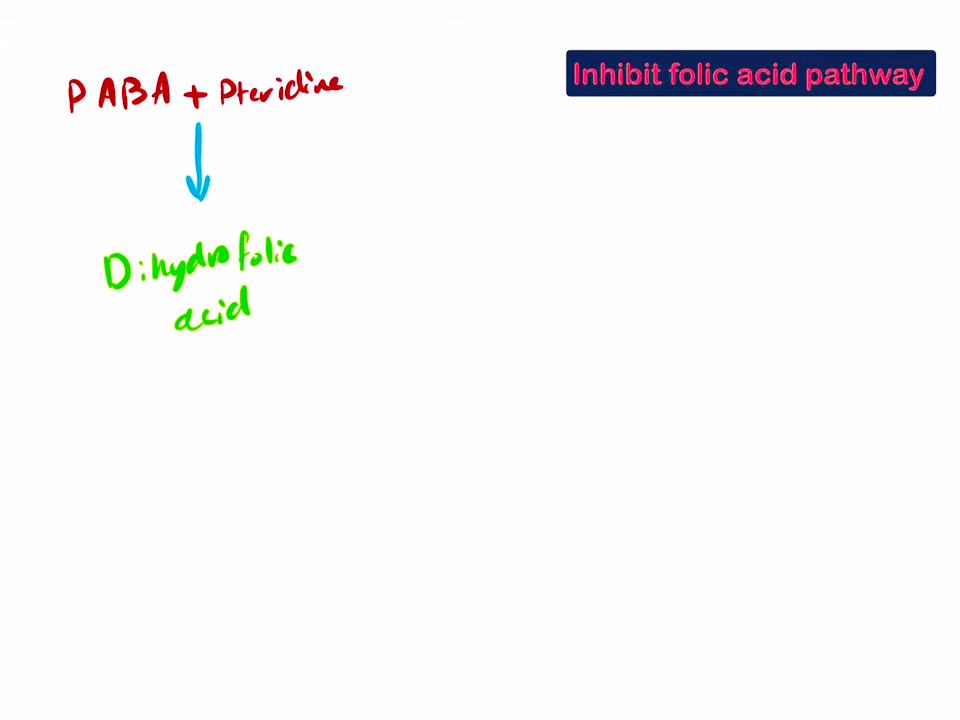 PABA + Pteridine
Inhibit folic acid pathway
Dihydrofolic
acid